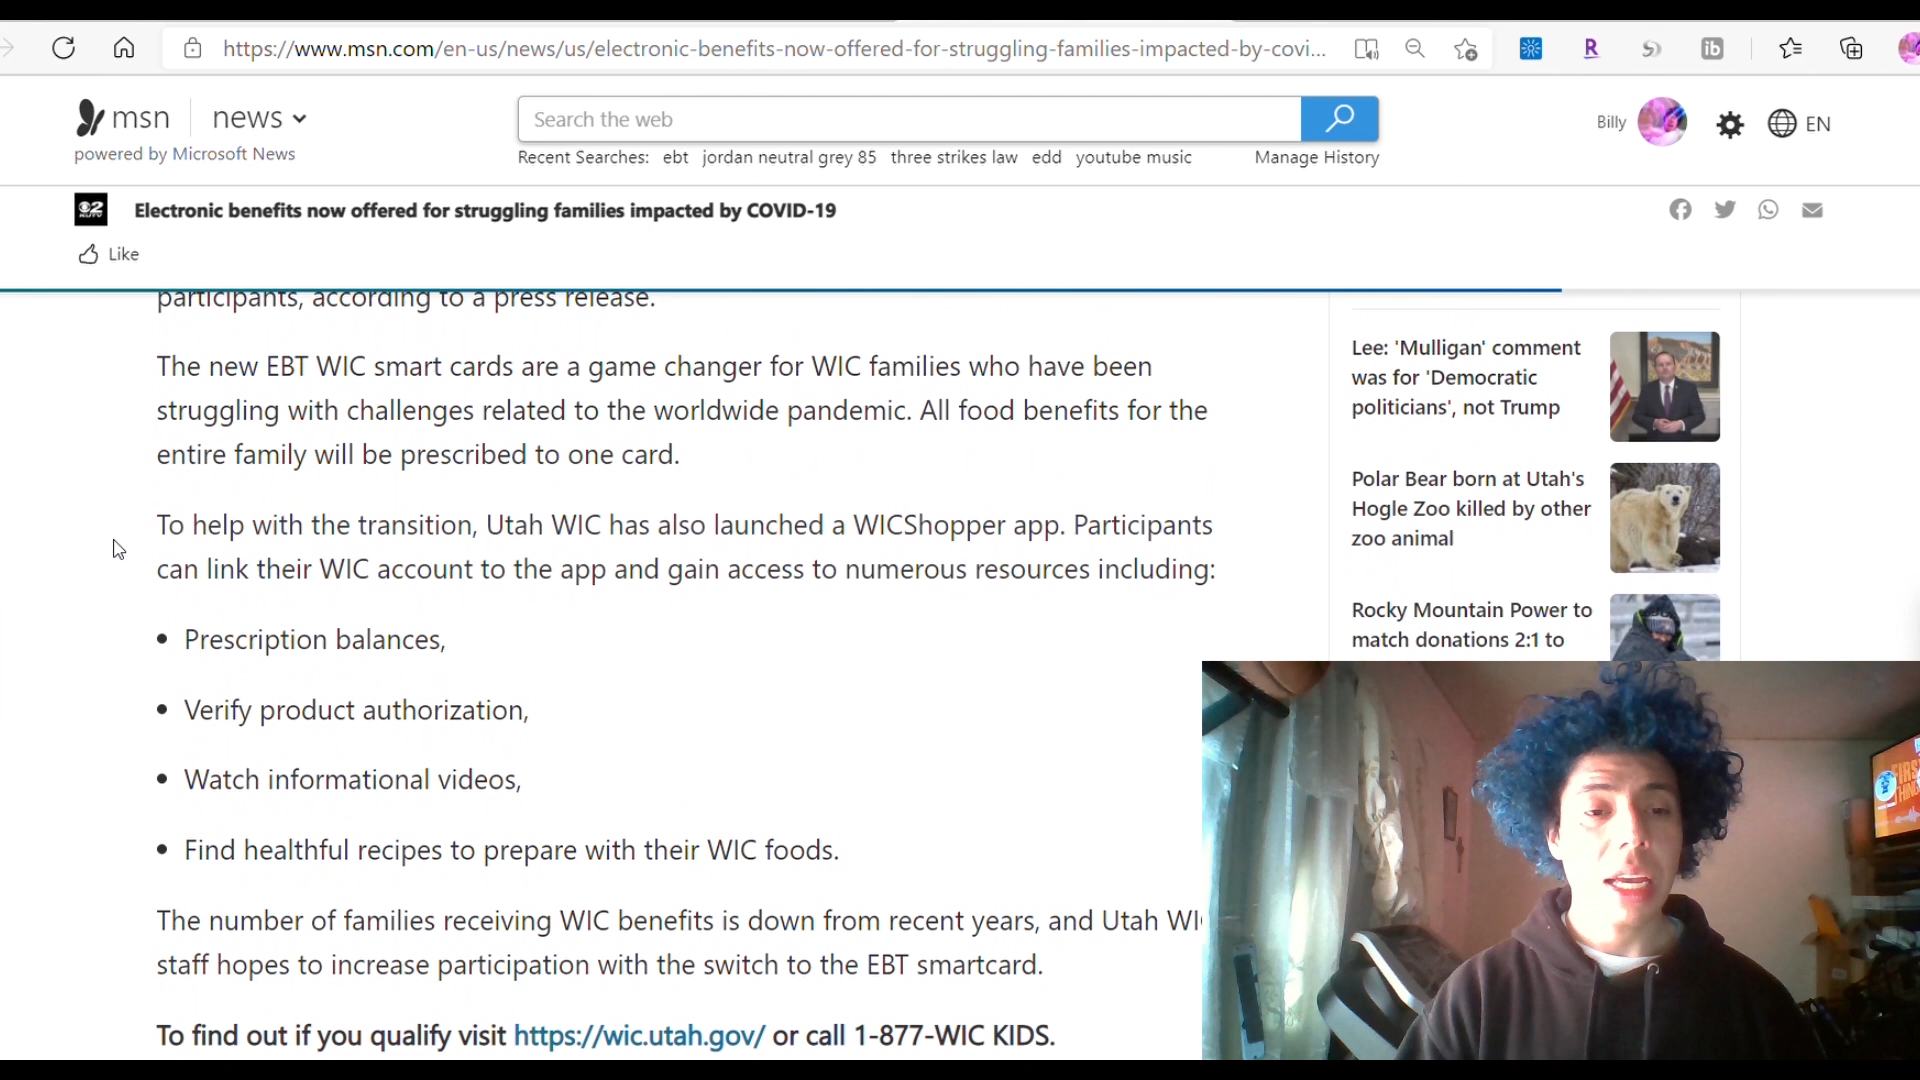 https://www.msn.com/en-us/news/us/electronic-benefits-now-offered-for-struggling-families-impacted-by-covi...
msn news
powered by Microsoft News
Search the web
Billy
EN
Recent Searches: ebt jordan neutral grey 85 three strikes law edd youtube music Manage History
Electronic benefits now offered for struggling families impacted by COVID-19
Like
participants, according to a press release.
The new EBT WIC smart cards are a game changer for WIC families who have been
struggling with challenges related to the worldwide pandemic. All food benefits for the
entire family will be prescribed to one card.
To help with the transition, Utah WIC has also launched a WICShopper app. Participants
can link their WIC account to the app and gain access to numerous resources including:
• Prescription balances,
• Verify product authorization,
• Watch informational videos,
• Find healthful recipes to prepare with their WIC foods.
The number of families receiving WIC benefits is down from recent years, and Utah WI
staff hopes to increase participation with the switch to the EBT smartcard.
To find out if you qualify visit https://wic.utah.gov/ or call 1-877-WIC KIDS.
Lee: 'Mulligan' comment
was for 'Democratic
politicians', not Trump
Polar Bear born at Utah's
Hogle Zoo killed by other
zoo animal
Rocky Mountain Power to
match donations 2:1 to